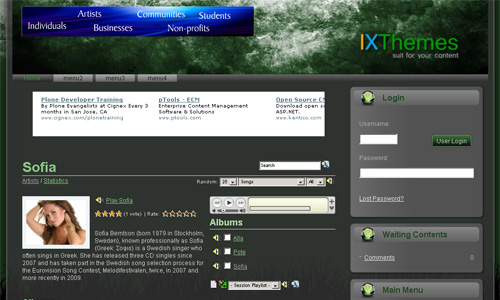 Artists
Communities
Students
Individuals
Businesses
Non-profits
IXThemes
suit for your content
Home
menu2
menu3
menu4
Plone Developer Training
By Plone Evangelists at Cignex Every 3
months in San Jose, CA
www.cignex.com/plonetraining
pTools - ECM
Enterprise Content Management
Software & Solutions
www.ptools.com
Open Source CM
Download open sc
ASP.NET.
www.kentico.com
Login
Username:
User Login
Password:
Lost Password?
Sofia
Search
Artists / Statistics
Random:
25
Songs
All
Play Sofia
(1 vote) | Rate:
Sofia Berntson (born 1979 in Stockholm,
Sweden), known professionally as Sofia
(Greek: Σοφία) is a Swedish singer who
often sings in Greek. She has released three CD singles since
2007 and has taken part in the Swedish song selection process for
the Eurovision Song Contest, Melodifestivalen, twice, in 2007 and
more recently in 2009.
Albums
Alla
Pote
Sofia
- Session Playlist -
Waiting Contents
Comments
0
Main Menu